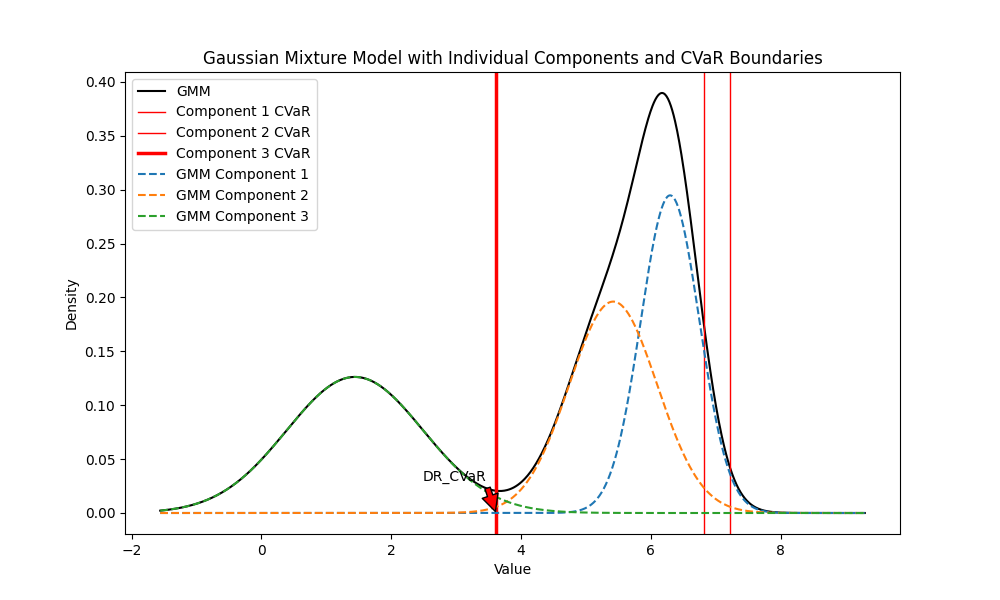 Gaussian Mixture Model with Individual Components and CVaR Boundaries
GMM
Component 1 CVaR
Component 2 CVaR
Component 3 CVaR
GMM Component 1
GMM Component 2
GMM Component 3
0.40
0.35
0.30
0.25
0.20
0.15
0.10
0.05
0.00
Density
DR_CVaR
−2
0
2
4
6
8
Value